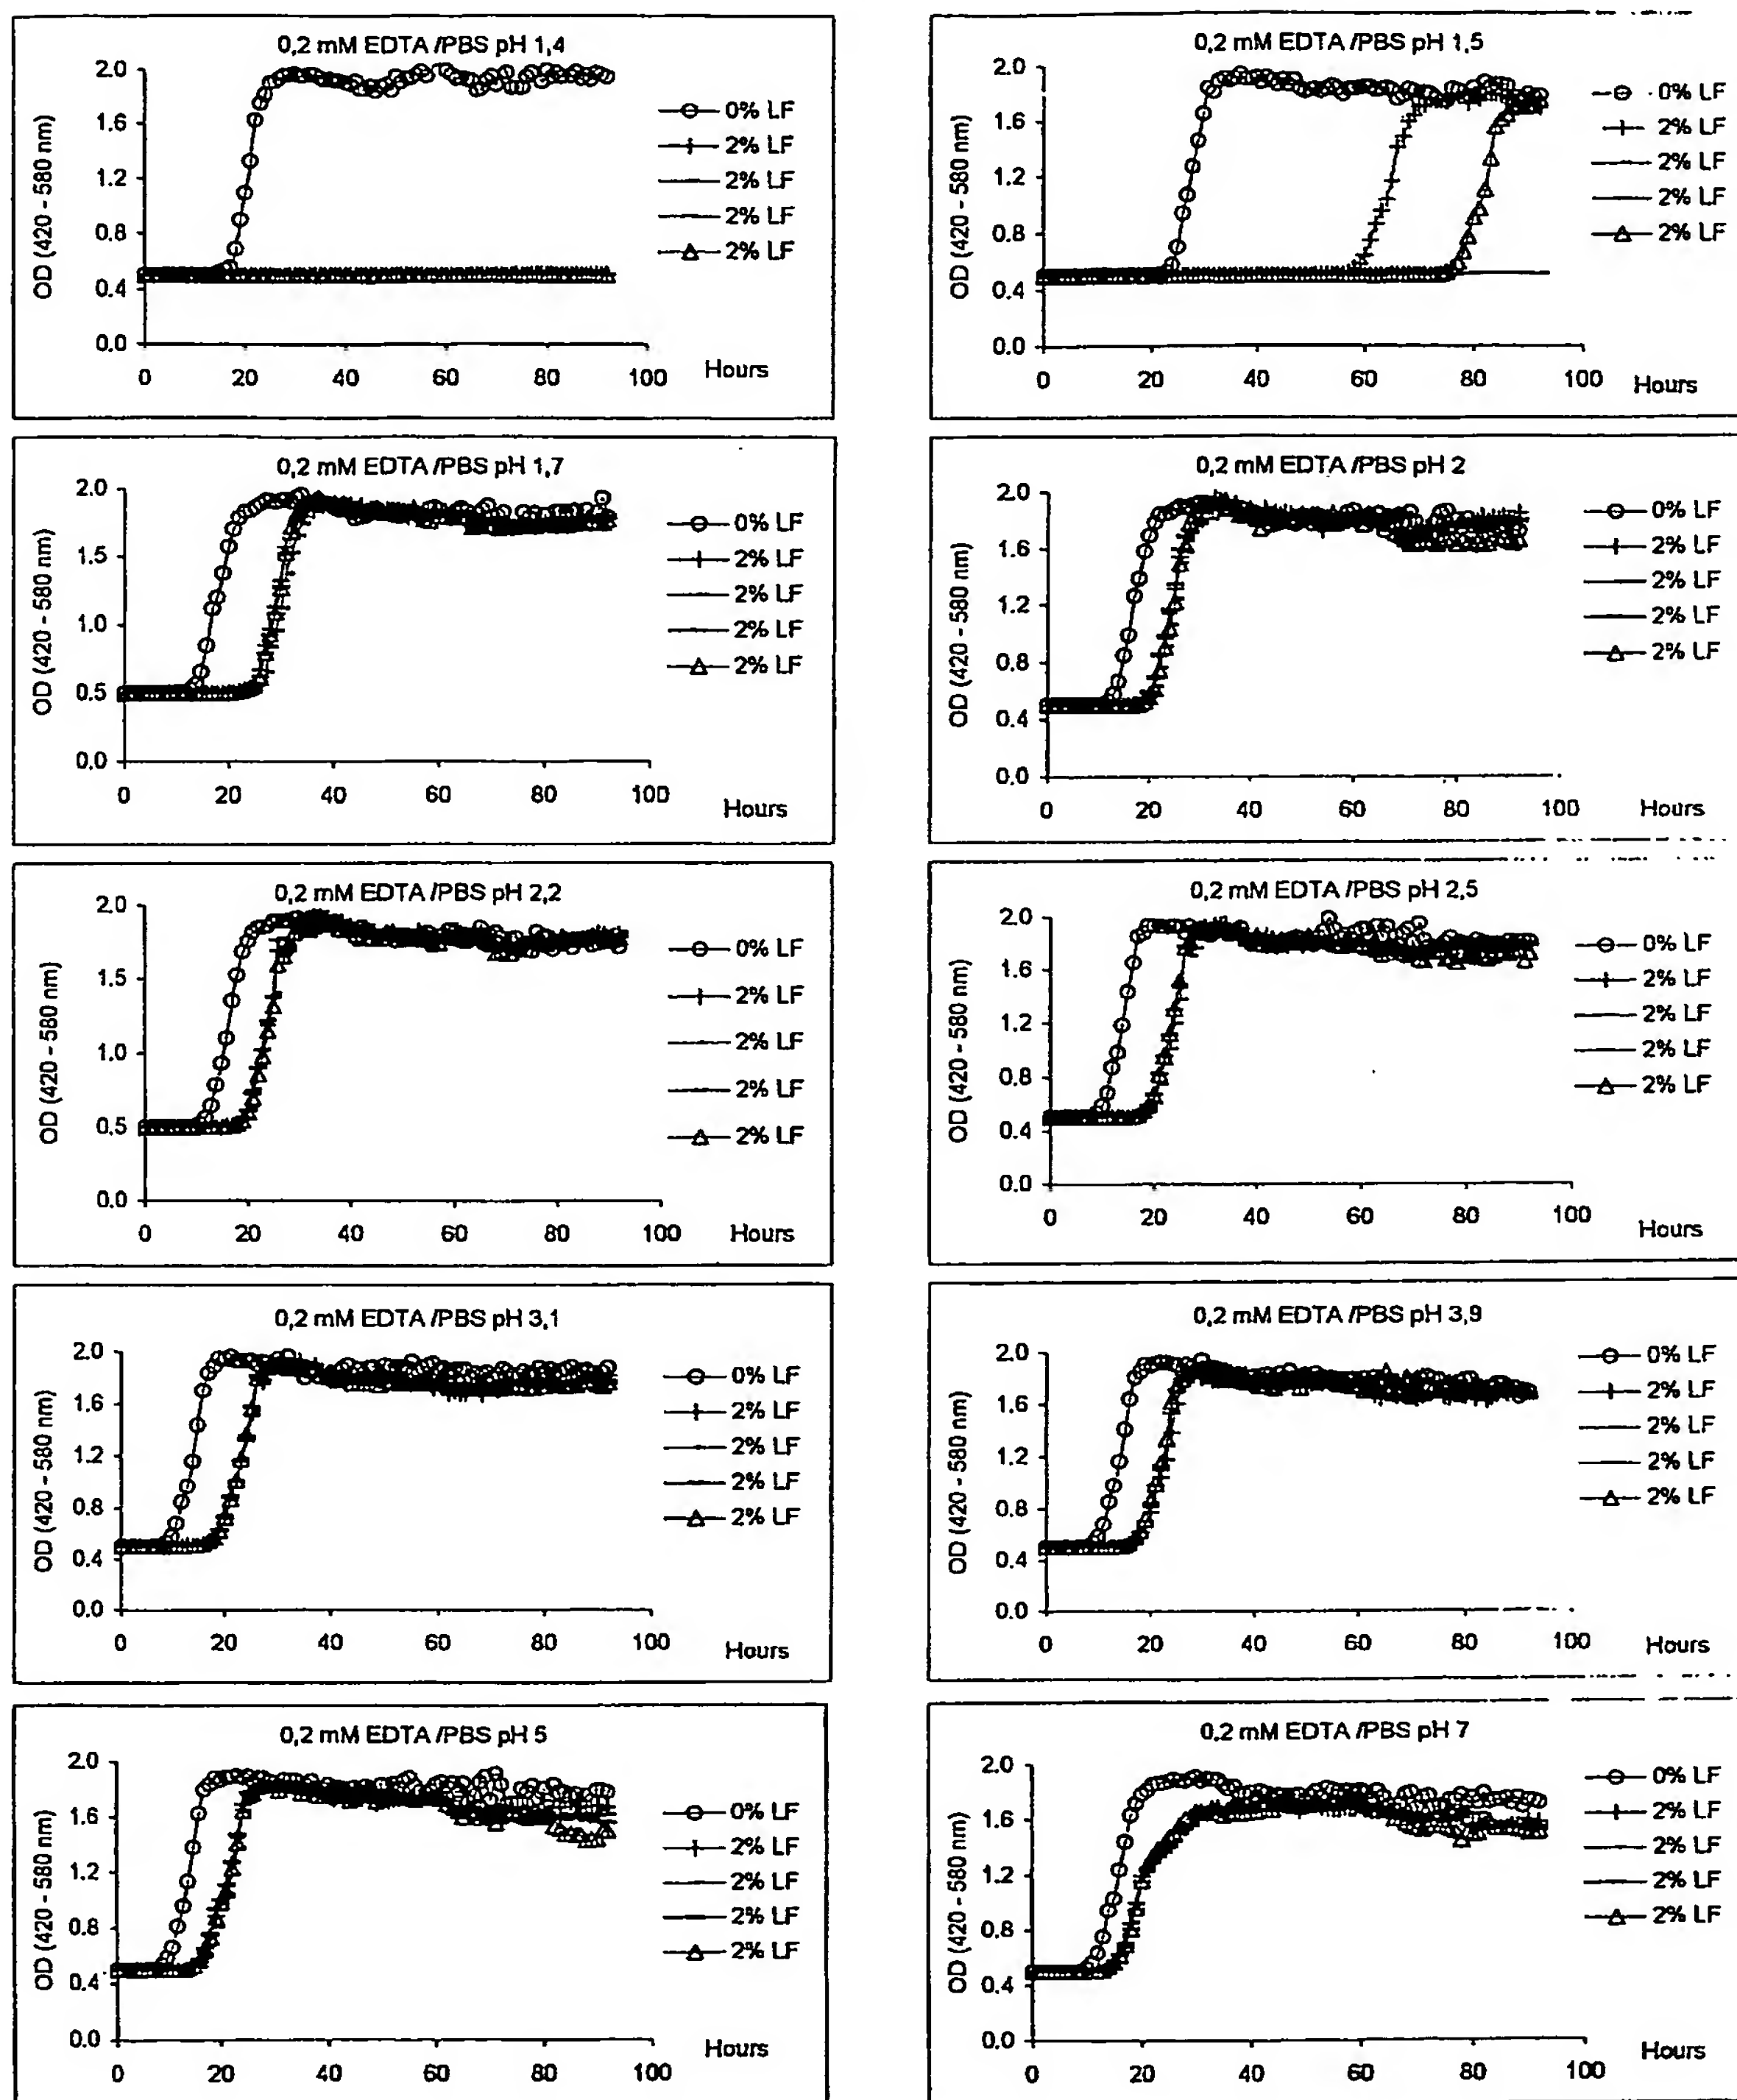 0,2 mM EDTA /PBS pH 1,4
OD (420 - 580 nm)
2.0
1.6
1.2
0.8
0.4
0.0
0 20 40 60 80 100 Hours
0% LF
2% LF
2% LF
2% LF
2% LF
0,2 mM EDTA /PBS pH 1,5
OD (420 - 580 nm)
2.0
1.6
1.2
0.8
0.4
0.0
0 20 40 60 80 100 Hours
0% LF
2% LF
2% LF
2% LF
2% LF
0,2 mM EDTA /PBS pH 1,7
OD (420 - 580 nm)
2.0
1.5
1.0
0.5
0.0
0 20 40 60 80 100 Hours
0% LF
2% LF
2% LF
2% LF
2% LF
0,2 mM EDTA /PBS pH 2
OD (420 - 580 nm)
2.0
1.6
1.2
0.8
0.4
0.0
0 20 40 60 80 100 Hours
0% LF
2% LF
2% LF
2% LF
2% LF
0,2 mM EDTA /PBS pH 2,2
OD (420 - 580 nm)
2.0
1.5
1.0
0.5
0.0
0 20 40 60 80 100 Hours
0% LF
2% LF
2% LF
2% LF
2% LF
0,2 mM EDTA /PBS pH 2,5
OD (420 - 580 nm)
2.0
1.6
1.2
0.8
0.4
0.0
0 20 40 60 80 100 Hours
0% LF
2% LF
2% LF
2% LF
2% LF
0,2 mM EDTA /PBS pH 3,1
OD (420 - 580 nm)
2.0
1.6
1.2
0.8
0.4
0.0
0 20 40 60 80 100 Hours
0% LF
2% LF
2% LF
2% LF
2% LF
0,2 mM EDTA /PBS pH 3,9
OD (420 - 580 nm)
2.0
1.6
1.2
0.8
0.4
0.0
0 20 40 60 80 100 Hours
0% LF
2% LF
2% LF
2% LF
2% LF
0,2 mM EDTA /PBS pH 5
OD (420 - 580 nm)
2.0
1.6
1.2
0.8
0.4
0.0
0 20 40 60 80 100 Hours
0% LF
2% LF
2% LF
2% LF
2% LF
0,2 mM EDTA /PBS pH 7
OD (420 - 580 nm)
2.0
1.6
1.2
0.8
0.4
0.0
0 20 40 60 80 100 Hours
0% LF
2% LF
2% LF
2% LF
2% LF